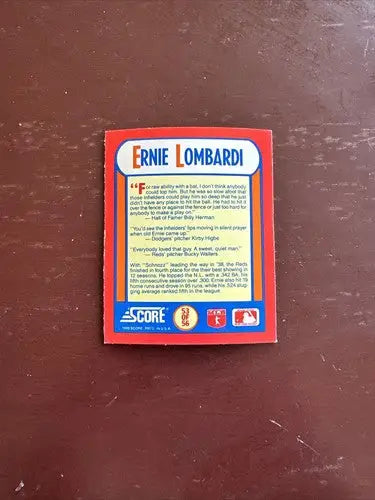 ERNIE LOMBARDI
"For raw ability with a bat, I don't think anybody
could top him. But he was so slow afoot that
those infielders could play him so deep that he just
didn't have any place to hit the ball. He had to hit it
over the fence or against the fence or just too hard for
anybody to make a play on."
— Hall of Famer Billy Herman
"You'd see the infielders' lips moving in silent prayer
when old Ernie came up."
— Dodgers' pitcher Kirby Higbe
"Everybody loved that guy. A sweet, quiet man."
— Reds' pitcher Bucky Walters
With "Schnozz" leading the way in '38, the Reds
finished in fourth place for their best showing in
12 seasons. He topped the N.L. with a .342 BA, his
fifth consecutive season over .300. Ernie also hit 19
home runs and drove in 95 runs, while his .524 slug-
ging average ranked fifth in the league.
SCORE
53
OF
56
PRT'D IN U.S.A.